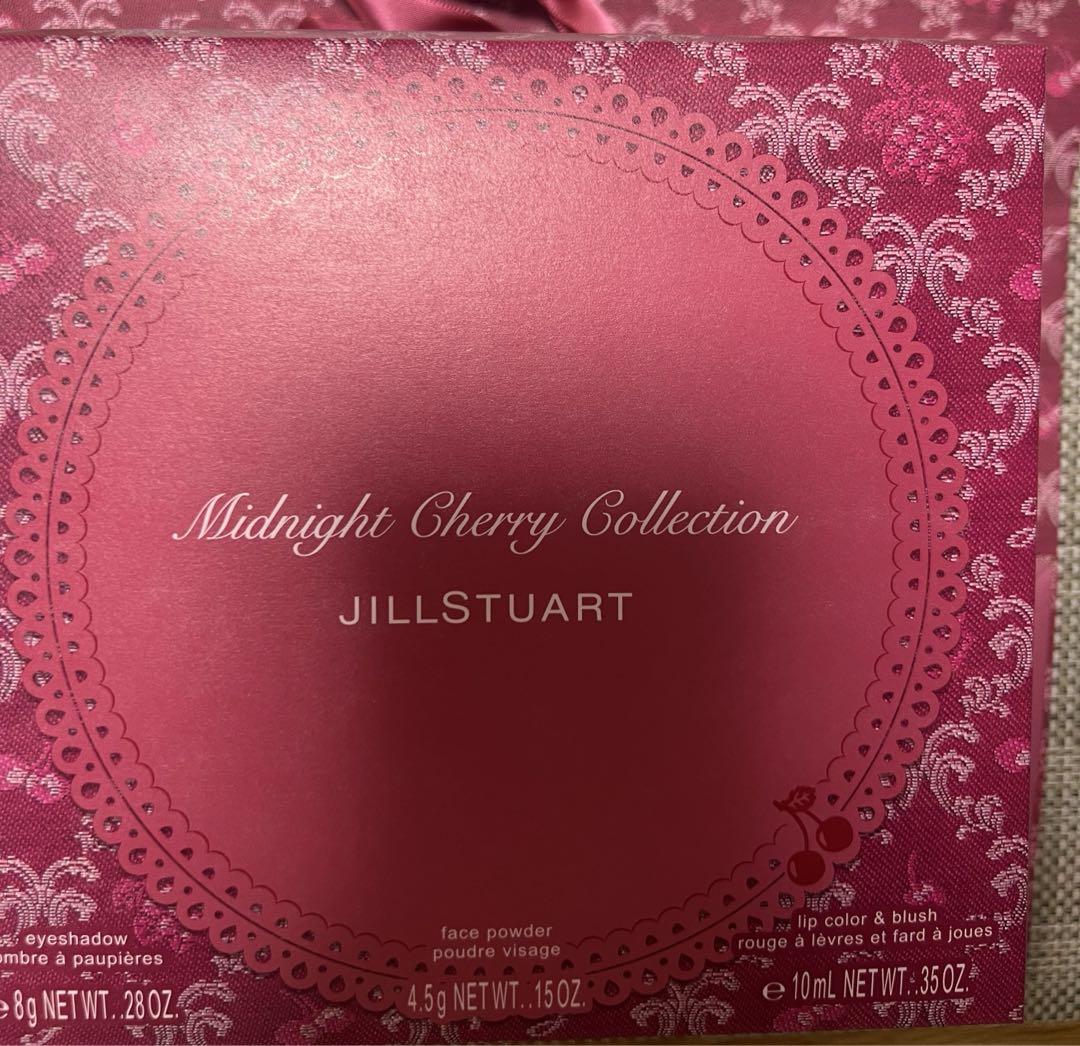 Midnight Cherry Collection
JILLSTUART
eyeshadow
ombre à paupières
e 8g NET WT. .28 OZ.
face powder
poudre visage
4.5g NET WT. .15 OZ.
lip color & blush
rouge à lèvres et fard à joues
e 10mL NET WT. .35 OZ.